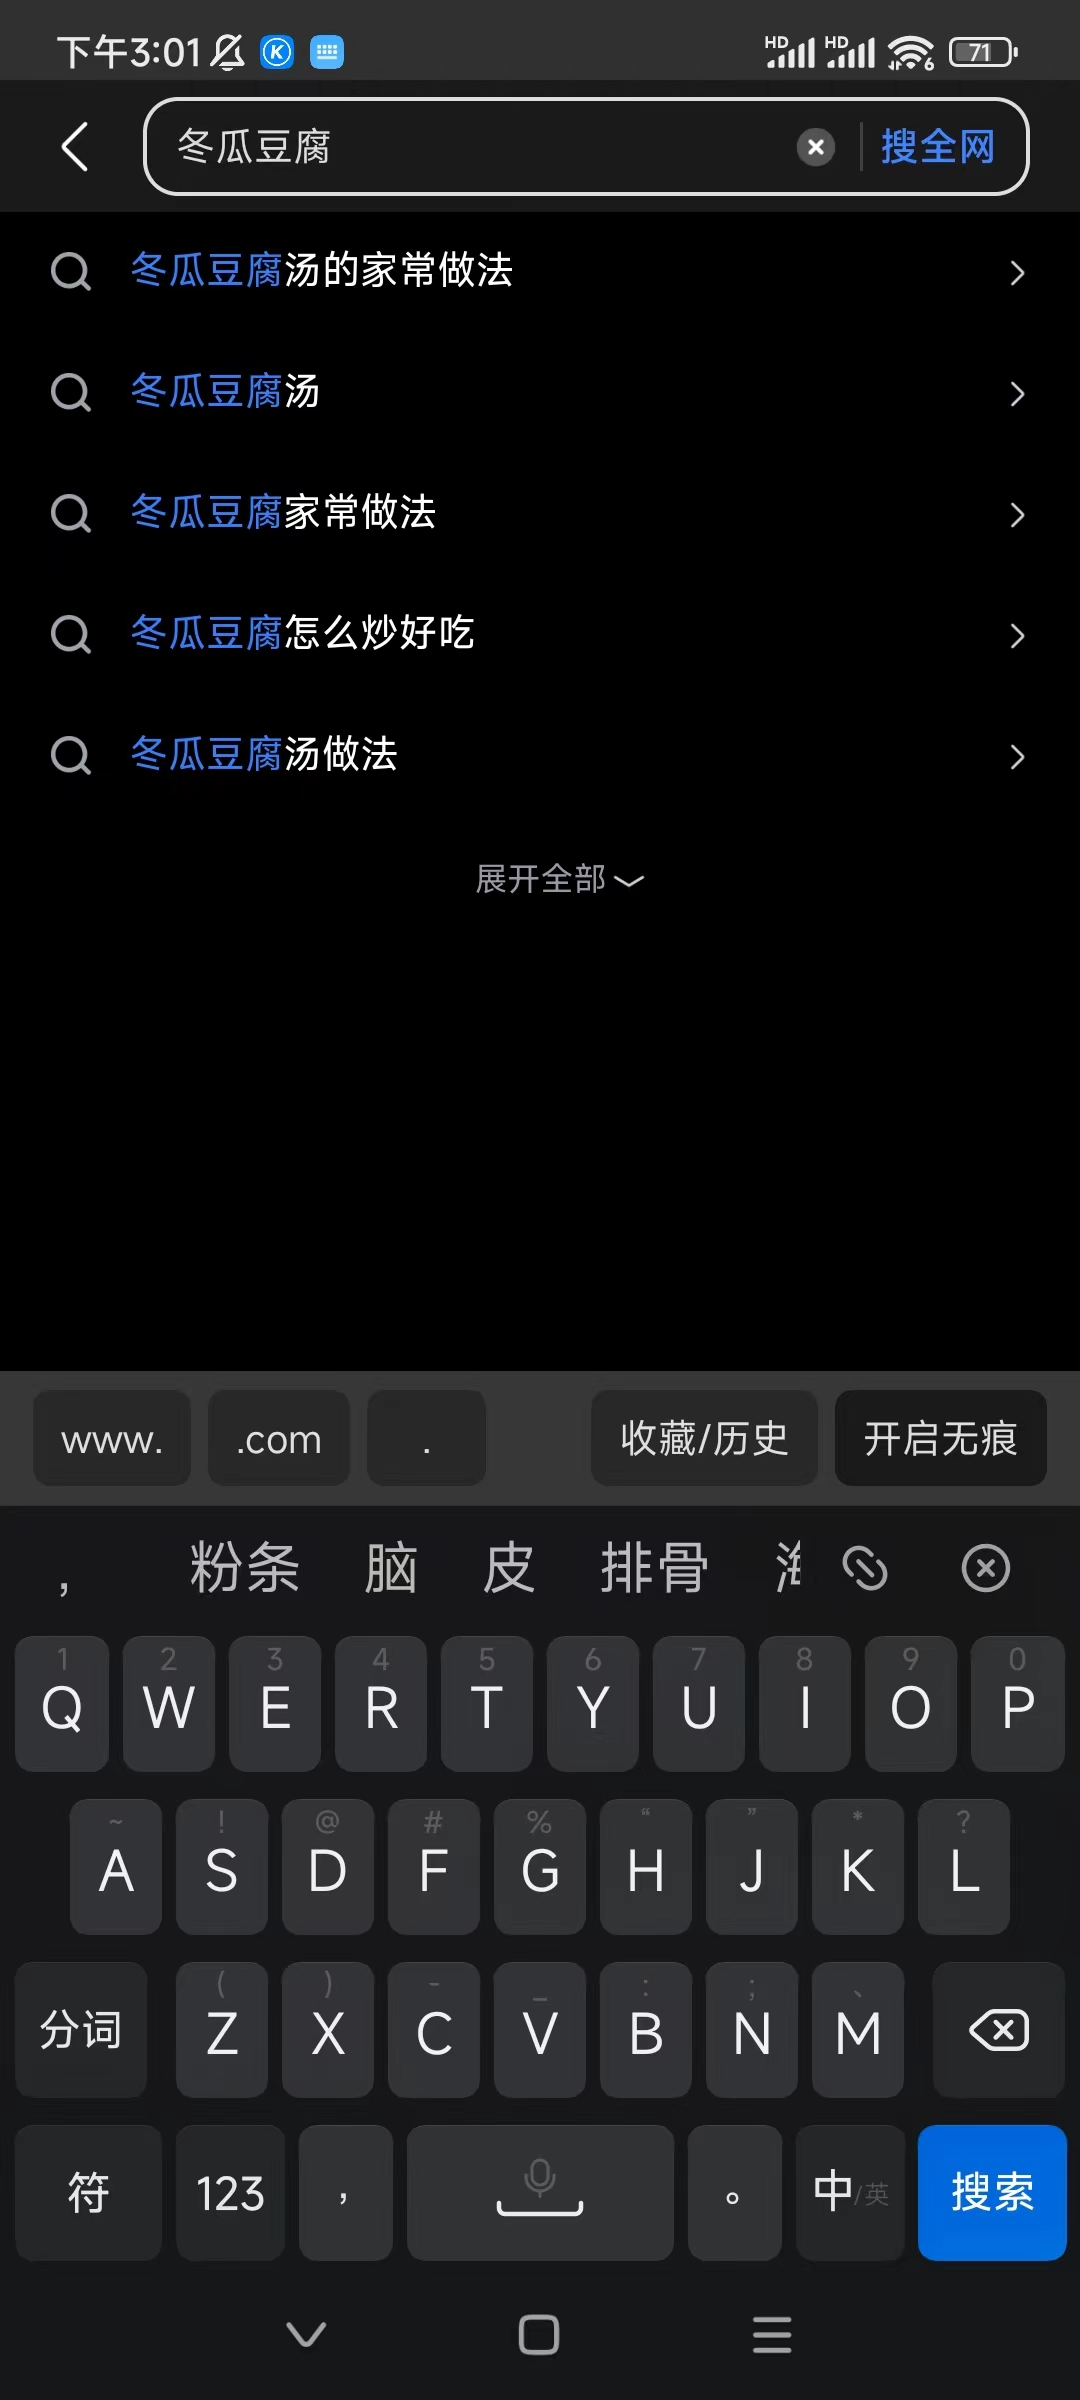 下午3:01 HD HD 6 71
冬瓜豆腐 搜全网
冬瓜豆腐汤的家常做法
冬瓜豆腐汤
冬瓜豆腐家常做法
冬瓜豆腐怎么炒好吃
冬瓜豆腐汤做法
展开全部
www. .com . 收藏/历史 开启无痕
， 粉条 脑 皮 排骨
1 2 3 4 5 6 7 8 9 0
Q W E R T Y U I O P
~ ! @ # % “ ” * ?
A S D F G H J K L
( ) - _ : ; 、
分词 Z X C V B N M
符 123 ， 。 中/英 搜索